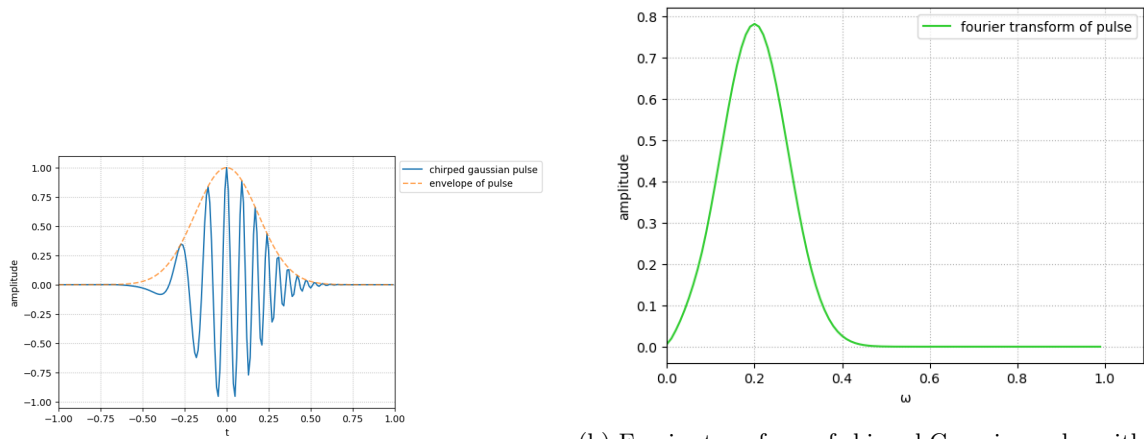 1.00
0.75
0.50
0.25
0.00
−0.25
−0.50
−0.75
−1.00
amplitude
−1.00 −0.75 −0.50 −0.25 0.00 0.25 0.50 0.75 1.00
t
chirped gaussian pulse
envelope of pulse
0.8
0.7
0.6
0.5
0.4
0.3
0.2
0.1
0.0
amplitude
0.0 0.2 0.4 0.6 0.8 1.0
ω
fourier transform of pulse